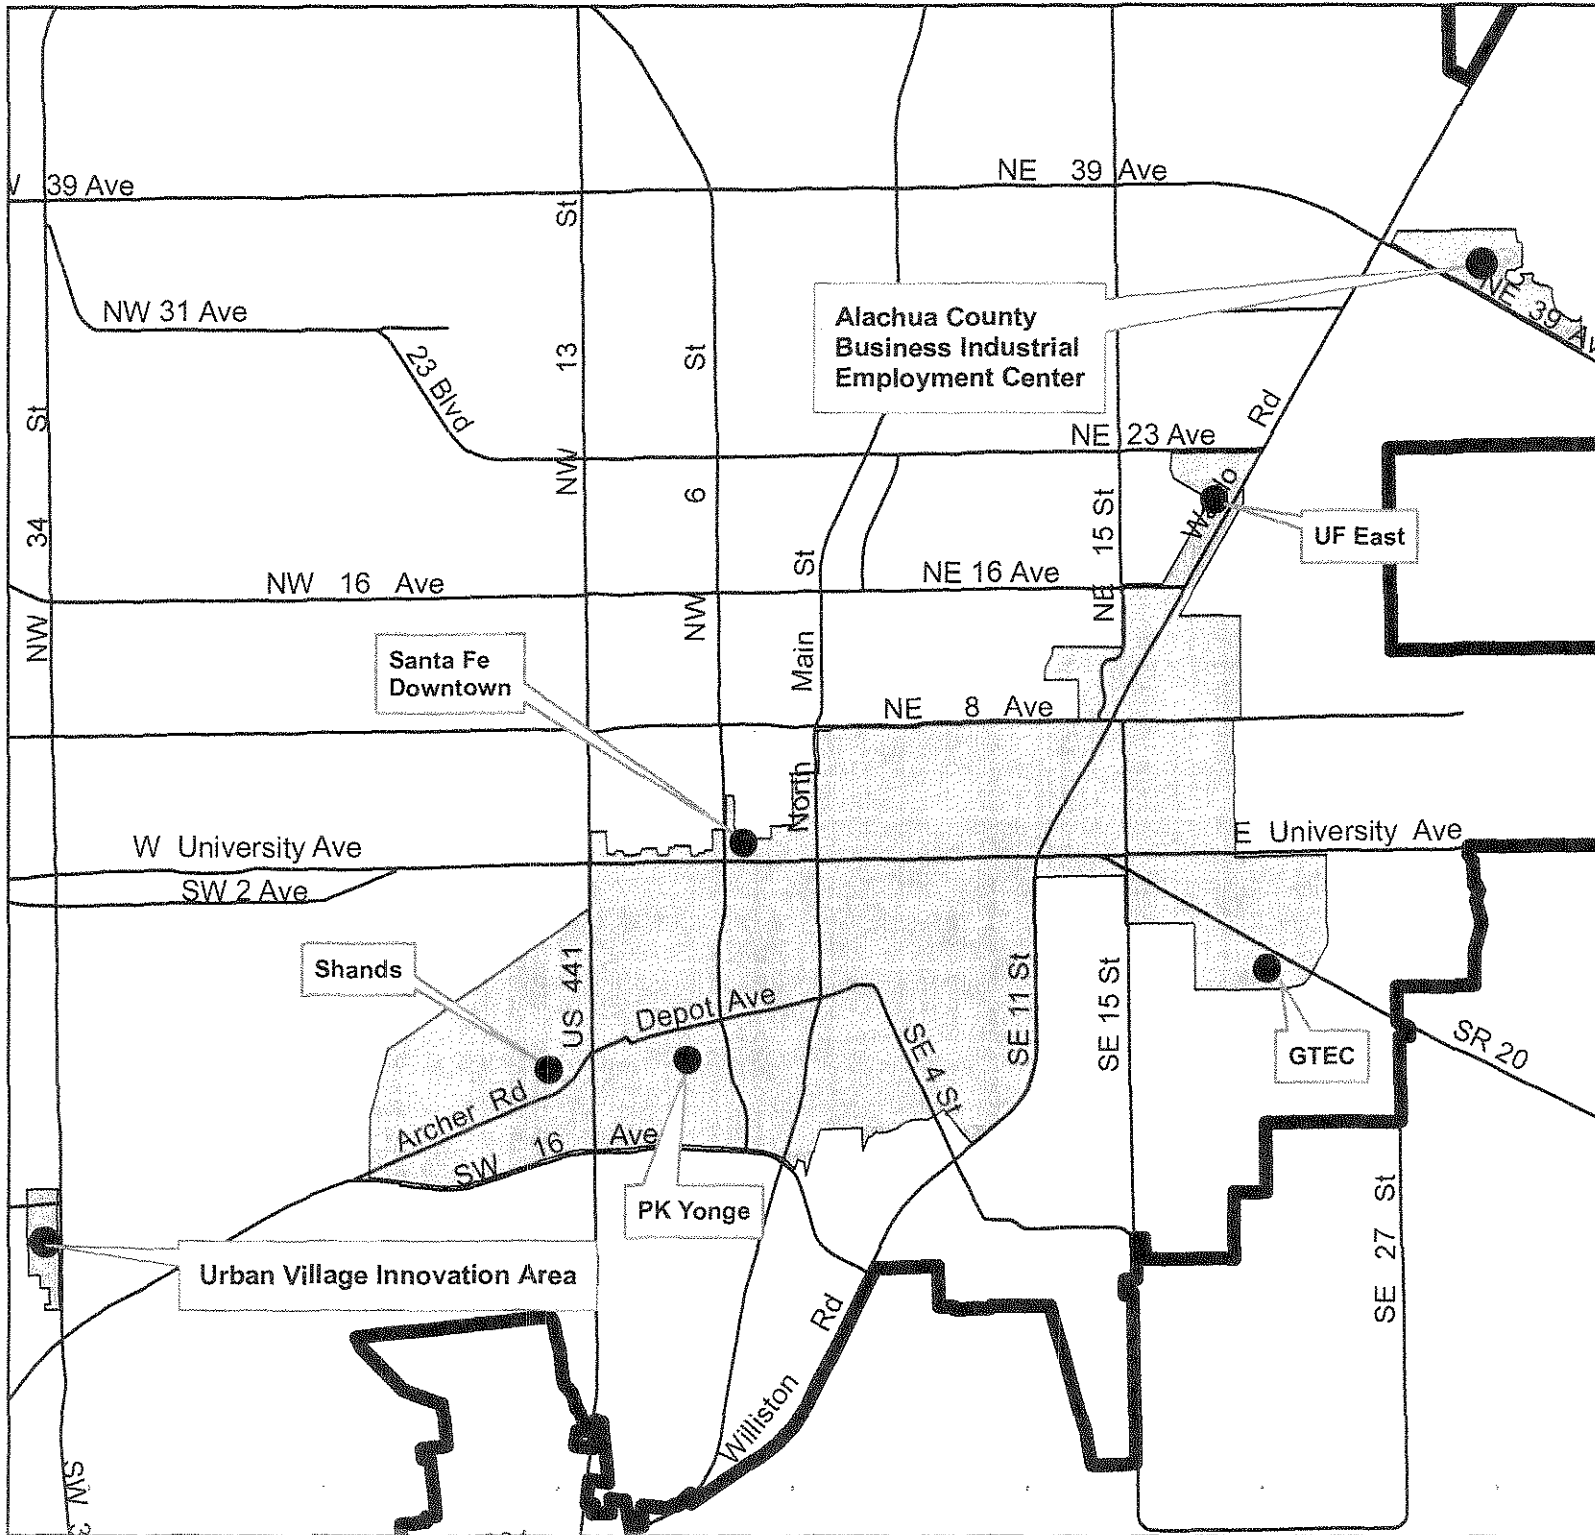 39 Ave
NE 39 Ave
St
NW 31 Ave
23 Blvd
13
St
Alachua County
Business Industrial
Employment Center
NE 39 Av
Rd
St
NE 23 Ave
NW
6
34
NE 15 St
Waldo
UF East
NW 16 Ave
St
NE 16 Ave
NW
NW
Santa Fe
Downtown
Main
NE 8 Ave
North
W University Ave
E University Ave
SW 2 Ave
Shands
US 441
Depot Ave
SE 11 St
SE 15 St
SE 4 St
GTEC
SR 20
Archer Rd
SW 16 Ave
PK Yonge
SE 27 St
Urban Village Innovation Area
Williston Rd
SW 3